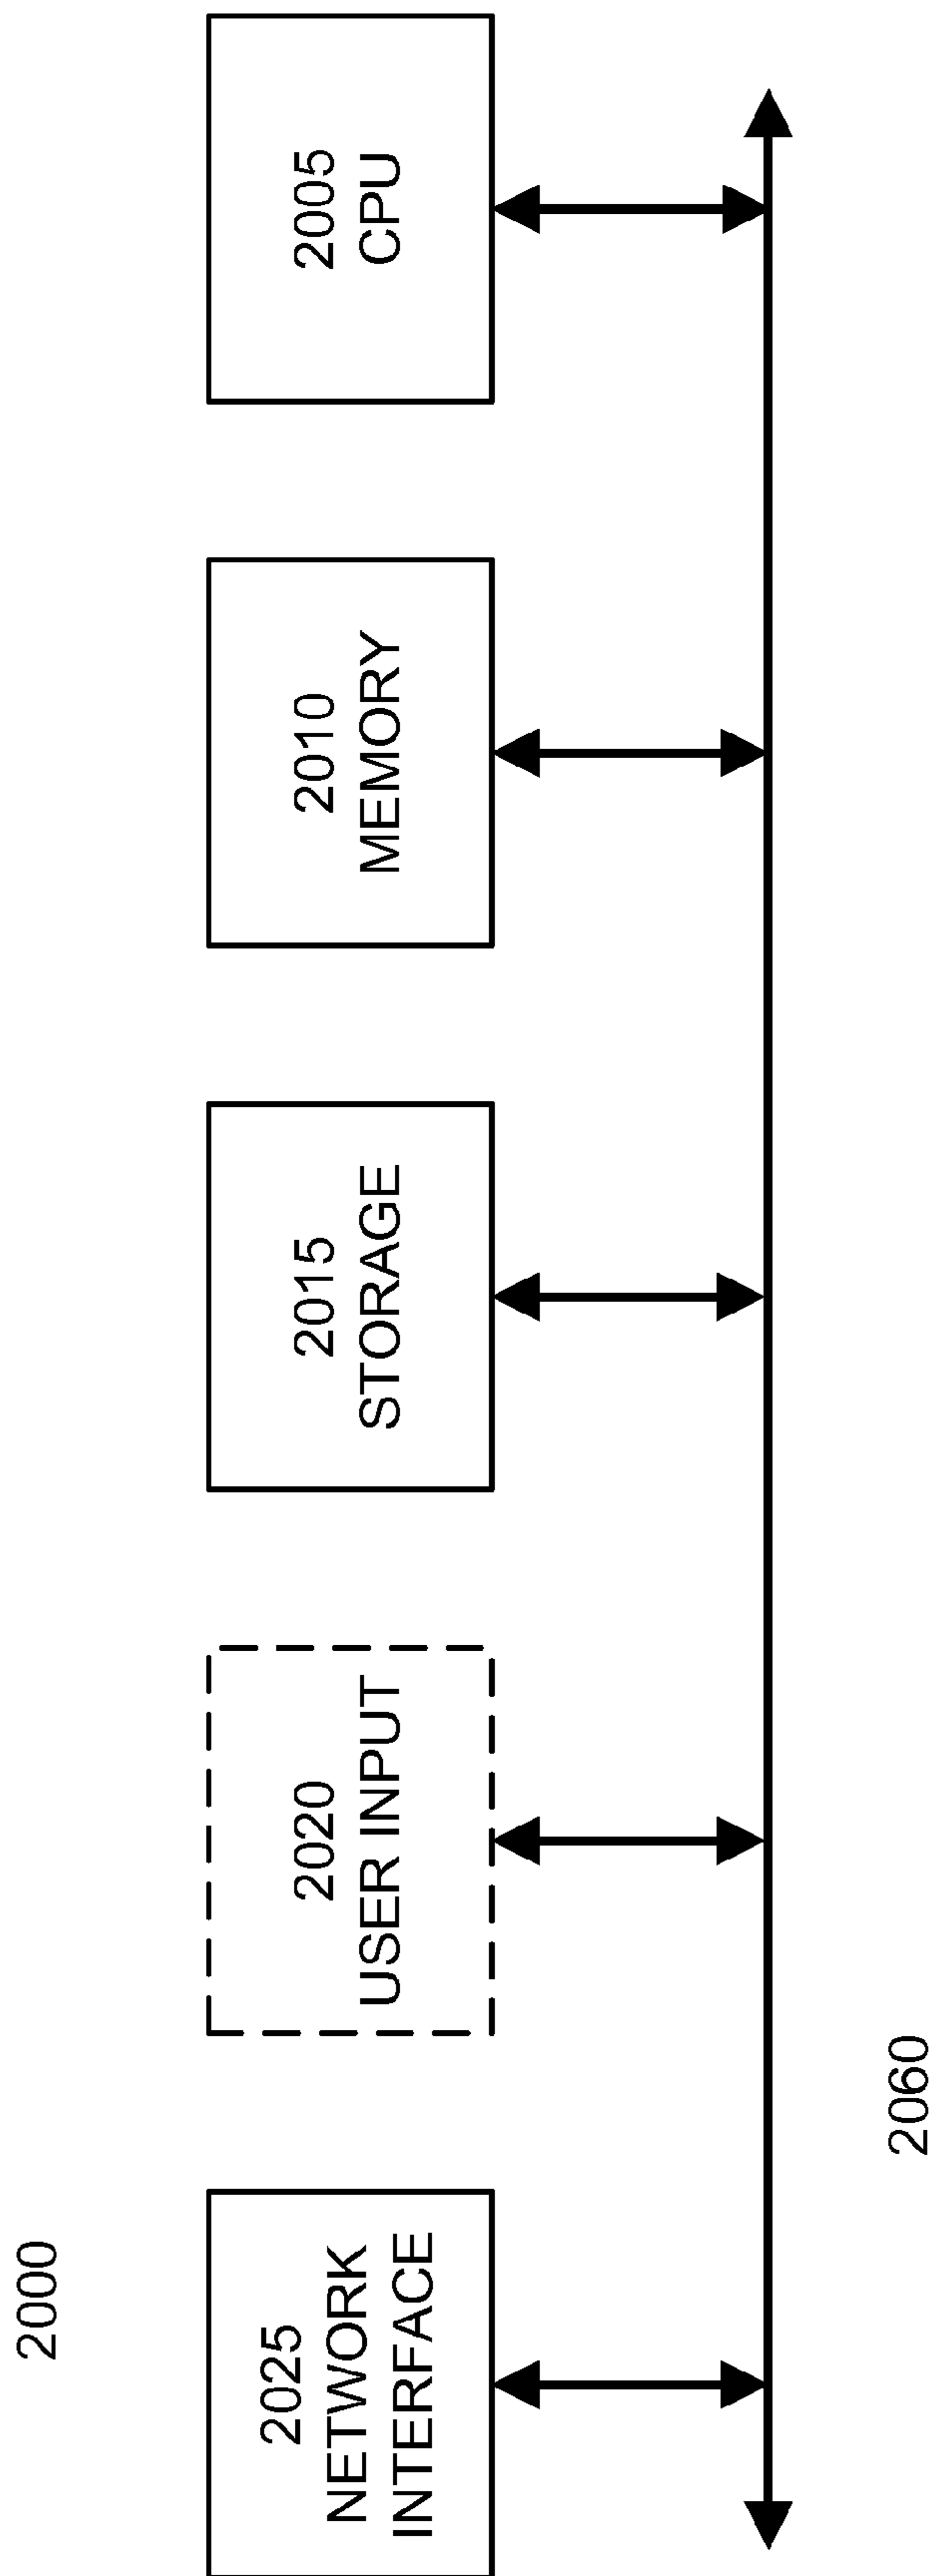 2000
2025
NETWORK
INTERFACE
2020
USER INPUT
2015
STORAGE
2010
MEMORY
2005
CPU
2060